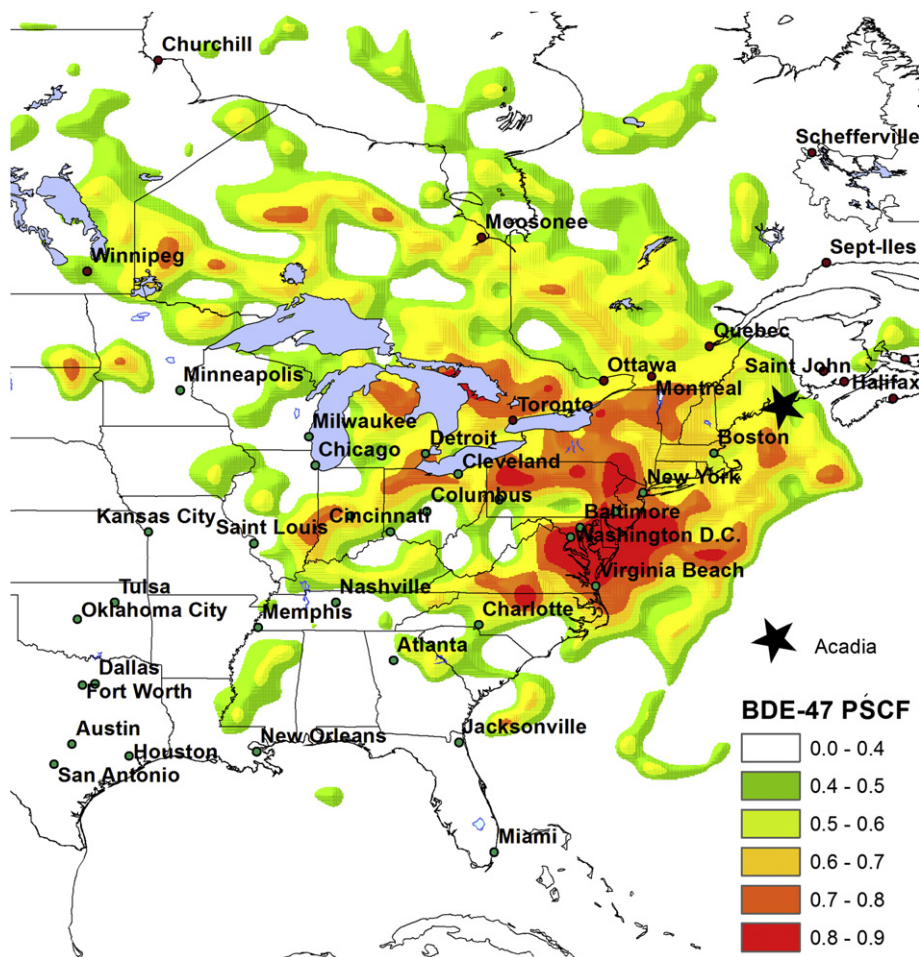 Churchill
Schefferville
Moosonee
Winnipeg
Sept-Iles
Quebec
Ottawa
Montreal
Saint John
Halifax
Minneapolis
Toronto
Milwaukee
Detroit
Boston
Chicago
Cleveland
New York
Columbus
Kansas City
Saint Louis
Cincinnati
Baltimore
Washington D.C.
Virginia Beach
Tulsa
Nashville
Oklahoma City
Memphis
Charlotte
Atlanta
Acadia
Dallas
Fort Worth
BDE-47 PSCF
Austin
New Orleans
Jacksonville
Houston
San Antonio
0.0 - 0.4
0.4 - 0.5
0.5 - 0.6
Miami
0.6 - 0.7
0.7 - 0.8
0.8 - 0.9